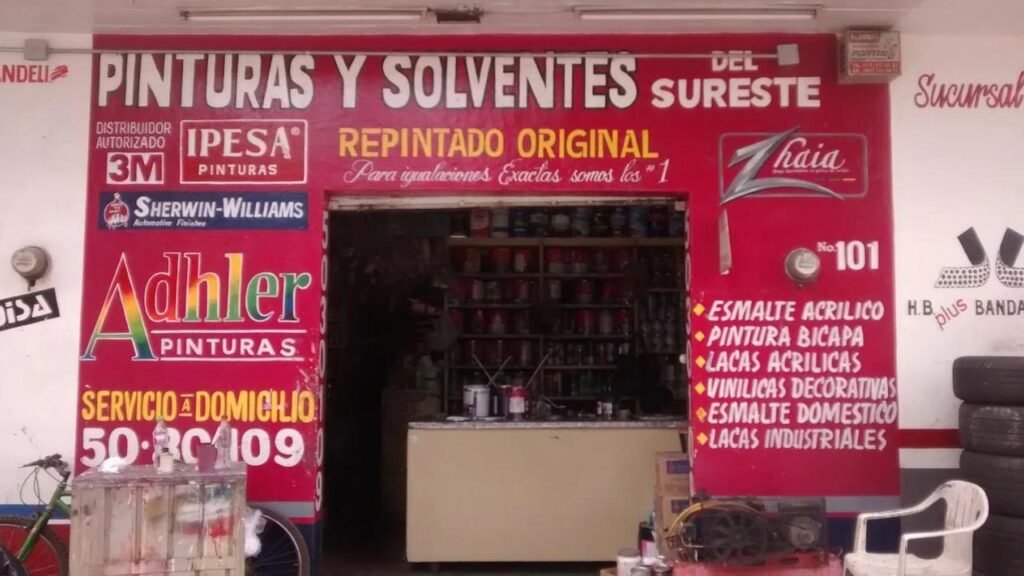 ANDELI
PINTURAS Y SOLVENTES DEL SURESTE
Sucursal
DISTRIBUIDOR
AUTORIZADO
3M
IPESA®
PINTURAS
REPINTADO ORIGINAL
Para igualaciones Exactas somos los #1
Zhaia
SHERWIN-WILLIAMS
Automotive Finishes
No. 101
Adhler
PINTURAS
H.B. plus BANDA
ESMALTE ACRILICO
PINTURA BICAPA
LACAS ACRILICAS
VINILICAS DECORATIVAS
ESMALTE DOMESTICO
LACAS INDUSTRIALES
SERVICIO A DOMICILIO